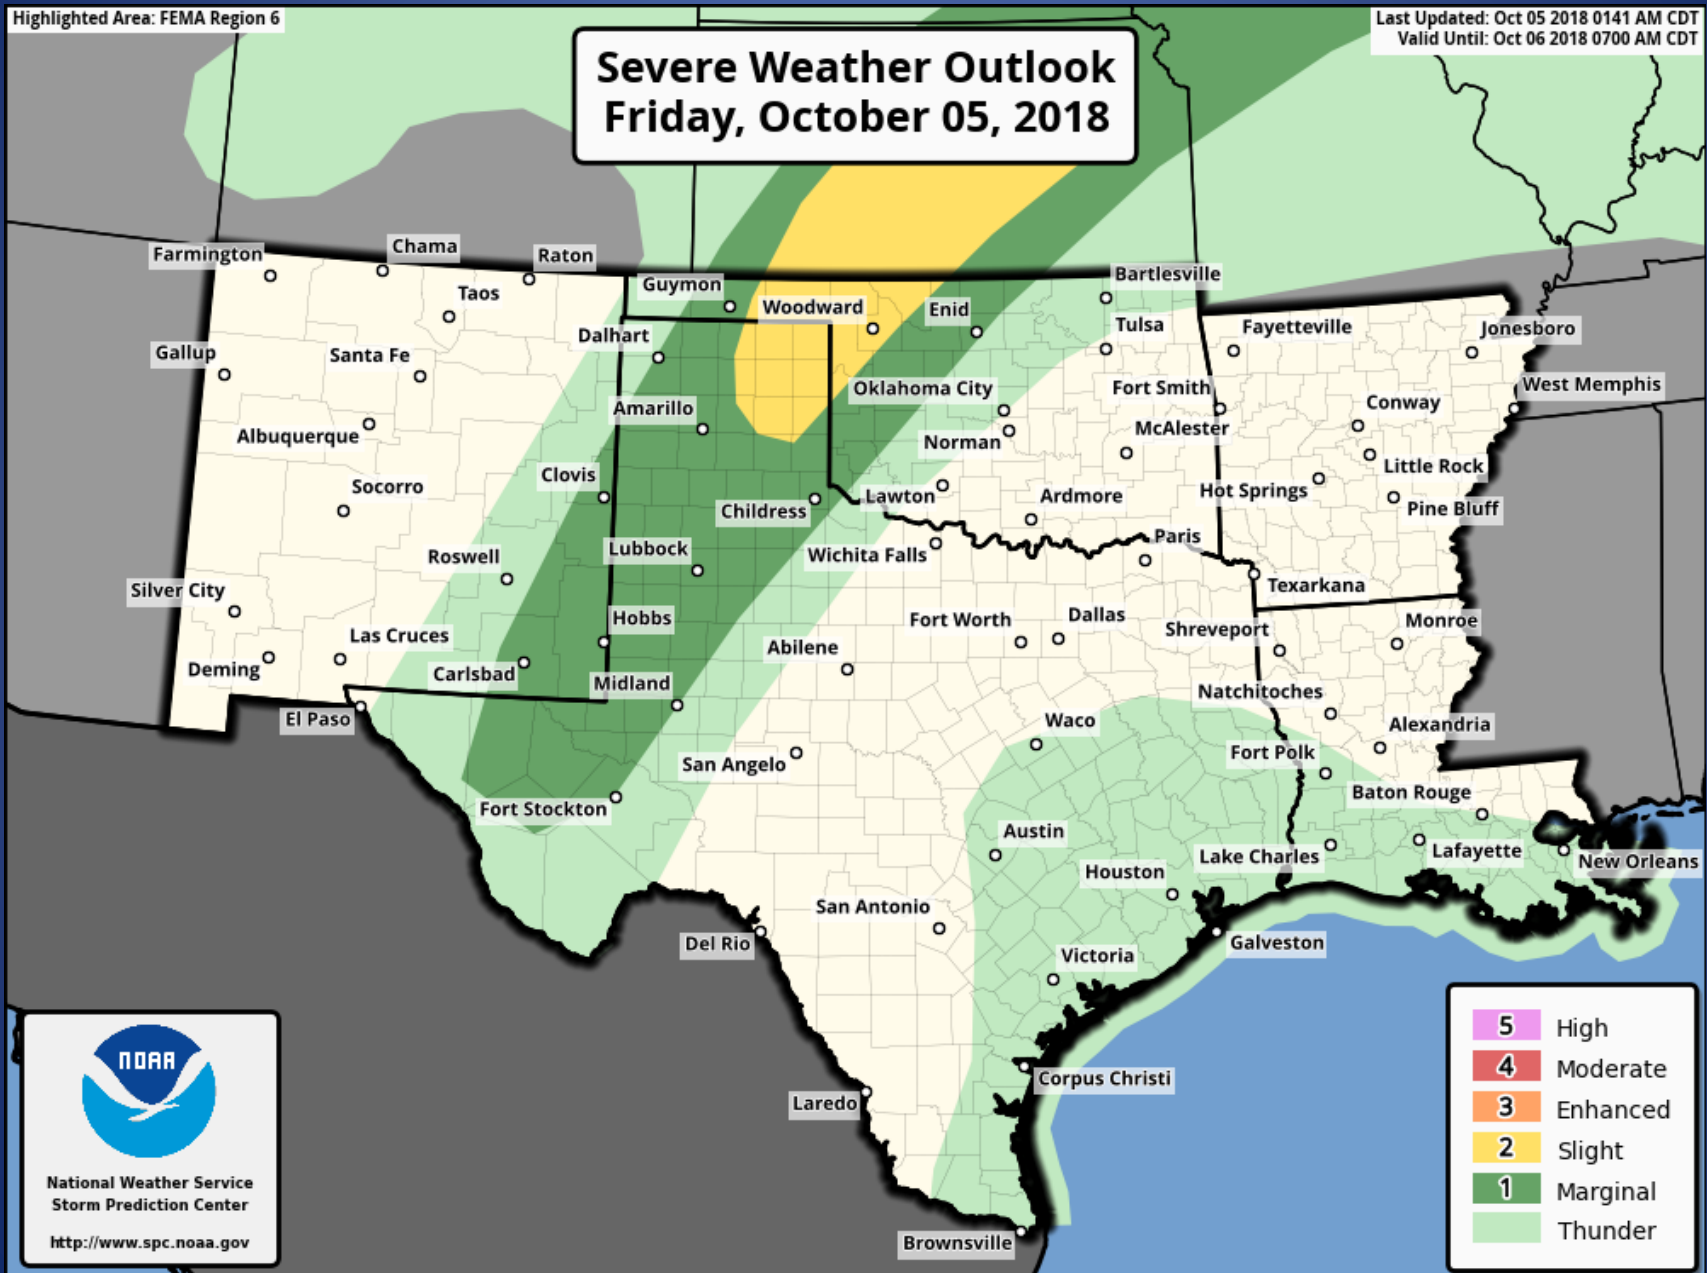 Highlighted Area: FEMA Region 6
Last Updated: Oct 05 2018 0141 AM CDT
Valid Until: Oct 06 2018 0700 AM CDT
Severe Weather Outlook
Friday, October 05, 2018
Farmington
Chama
Raton
Taos
Guymon
Woodward
Enid
Bartlesville
Gallup
Santa Fe
Dalhart
Tulsa
Fayetteville
Jonesboro
Albuquerque
Amarillo
Oklahoma City
Fort Smith
West Memphis
Conway
Norman
McAlester
Socorro
Clovis
Childress
Lawton
Ardmore
Hot Springs
Little Rock
Pine Bluff
Roswell
Lubbock
Wichita Falls
Paris
Texarkana
Silver City
Las Cruces
Hobbs
Abilene
Fort Worth
Dallas
Shreveport
Monroe
Deming
Carlsbad
Midland
Natchitoches
El Paso
San Angelo
Waco
Fort Polk
Alexandria
Fort Stockton
Austin
Baton Rouge
Houston
Lake Charles
Lafayette
New Orleans
San Antonio
Del Rio
Victoria
Galveston
Laredo
Corpus Christi
Brownsville
NOAA
National Weather Service
Storm Prediction Center
http://www.spc.noaa.gov
5 High
4 Moderate
3 Enhanced
2 Slight
1 Marginal
Thunder